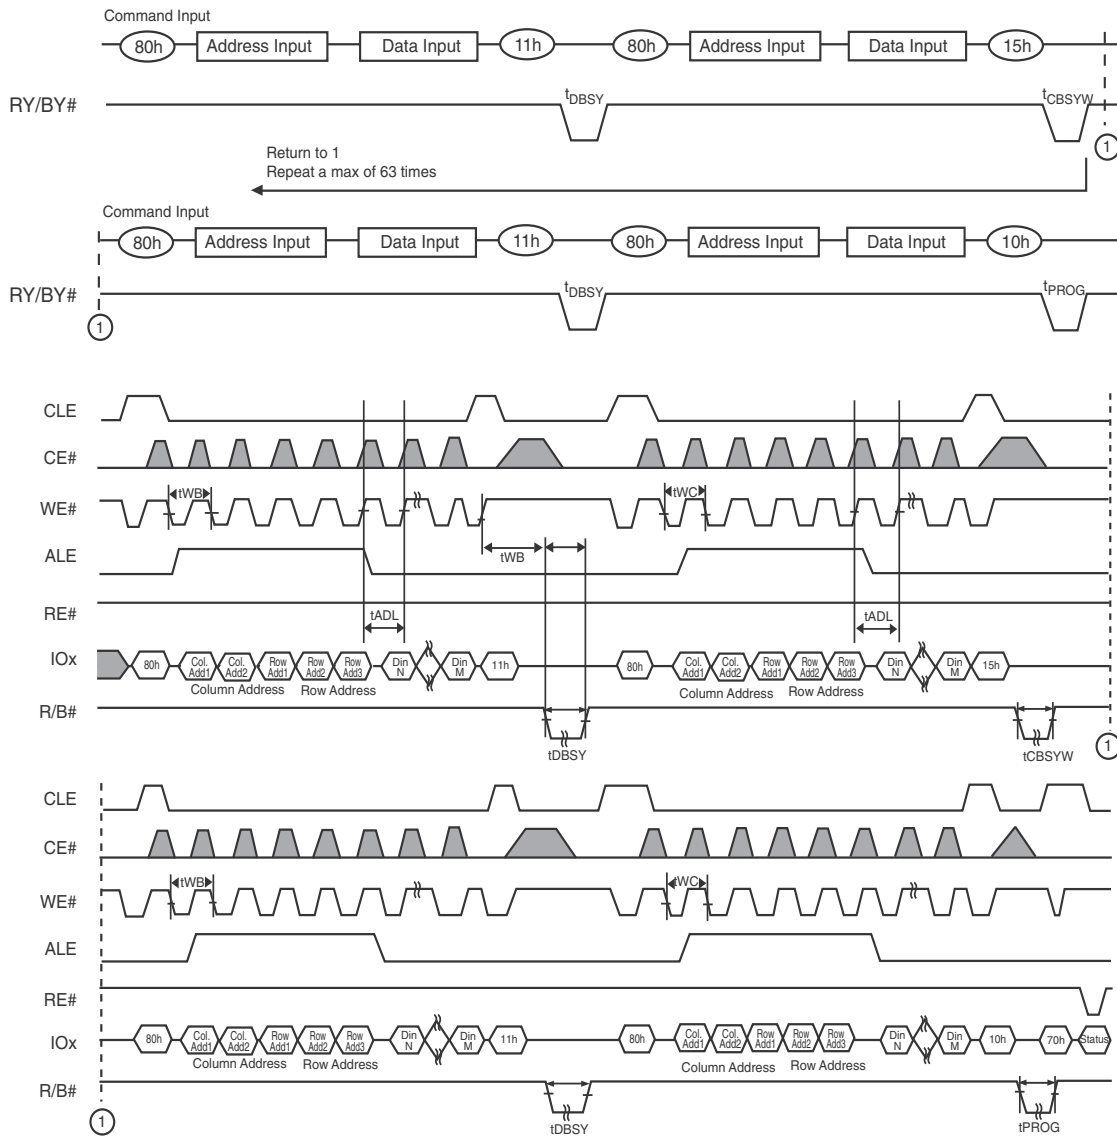 Command Input
80h Address Input Data Input 11h 80h Address Input Data Input 15h
RY/BY# tDBSY tCBSYW
1
Return to 1
Repeat a max of 63 times
Command Input
80h Address Input Data Input 11h 80h Address Input Data Input 10h
RY/BY# tDBSY tPROG
1
CLE
CE#
WE# tWB tWC
ALE tWB
RE# tADL tADL
IOx 80h Col. Add1 Col. Add2 Row Add1 Row Add2 Row Add3 Din N Din M 11h 80h Col. Add1 Col. Add2 Row Add1 Row Add2 Row Add3 Din N Din M 15h
Column Address Row Address Column Address Row Address
R/B#
tDBSY tCBSYW 1
CLE
CE#
WE# tWB tWC
ALE
RE#
IOx 80h Col. Add1 Col. Add2 Row Add1 Row Add2 Row Add3 Din N Din M 11h 80h Col. Add1 Col. Add2 Row Add1 Row Add2 Row Add3 Din N Din M 10h 70h Status
Column Address Row Address Column Address Row Address
R/B#
1 tDBSY tPROG